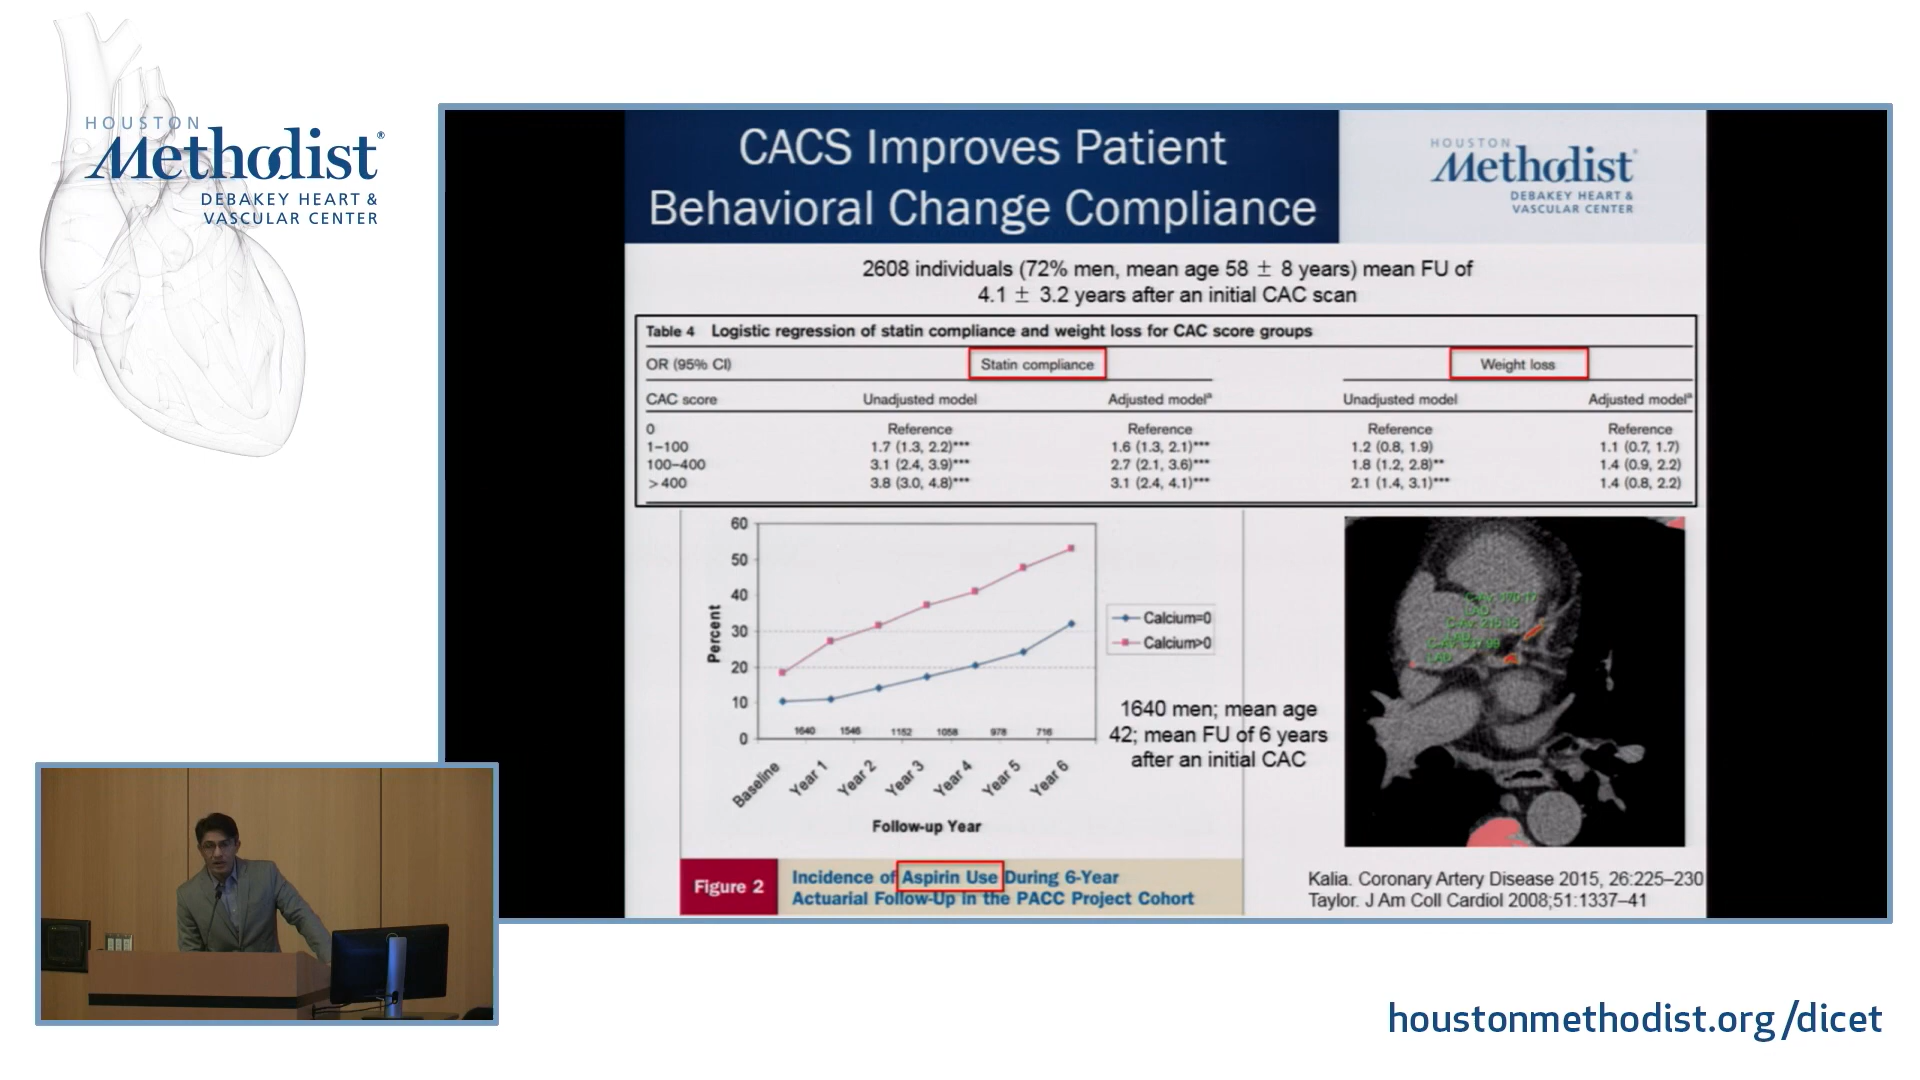 HOUSTON
Methodist®
DEBAKEY HEART &
VASCULAR CENTER
CACS Improves Patient
Behavioral Change Compliance
HOUSTON
Methodist®
DEBAKEY HEART &
VASCULAR CENTER
2608 individuals (72% men, mean age 58 ± 8 years) mean FU of
4.1 ± 3.2 years after an initial CAC scan
Table 4 Logistic regression of statin compliance and weight loss for CAC score groups
OR (95% CI) Statin compliance Weight loss
CAC score Unadjusted model Adjusted modelᵃ Unadjusted model Adjusted modelᵃ
0 Reference Reference Reference Reference
1–100 1.7 (1.3, 2.2)*** 1.6 (1.3, 2.1)*** 1.2 (0.8, 1.9) 1.1 (0.7, 1.7)
100–400 3.1 (2.4, 3.9)*** 2.7 (2.1, 3.6)*** 1.8 (1.2, 2.8)** 1.4 (0.9, 2.2)
>400 3.8 (3.0, 4.8)*** 3.1 (2.4, 4.1)*** 2.1 (1.4, 3.1)*** 1.4 (0.8, 2.2)
60
50
40
30
20
10
0
Percent
1640 1546 1152 1058 978 716
Baseline Year 1 Year 2 Year 3 Year 4 Year 5 Year 6
Follow-up Year
Calcium=0
Calcium>0
1640 men; mean age
42; mean FU of 6 years
after an initial CAC
LAD
LAD
LAD
Figure 2
Incidence of Aspirin Use During 6-Year
Actuarial Follow-Up in the PACC Project Cohort
Kalia. Coronary Artery Disease 2015, 26:225–230
Taylor. J Am Coll Cardiol 2008;51:1337–41
houstonmethodist.org/dicet